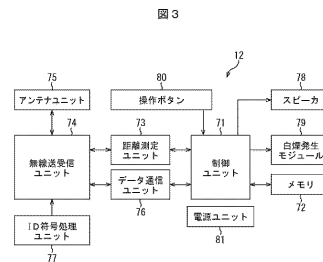 図３
12
75
アンテナユニット
80
操作ボタン
78
スピーカ
74
無線送受信
ユニット
73
距離測定
ユニット
71
制御
ユニット
79
白煙発生
モジュール
データ通信
ユニット
76
メモリ
72
ID符号処理
ユニット
77
電源ユニット
81